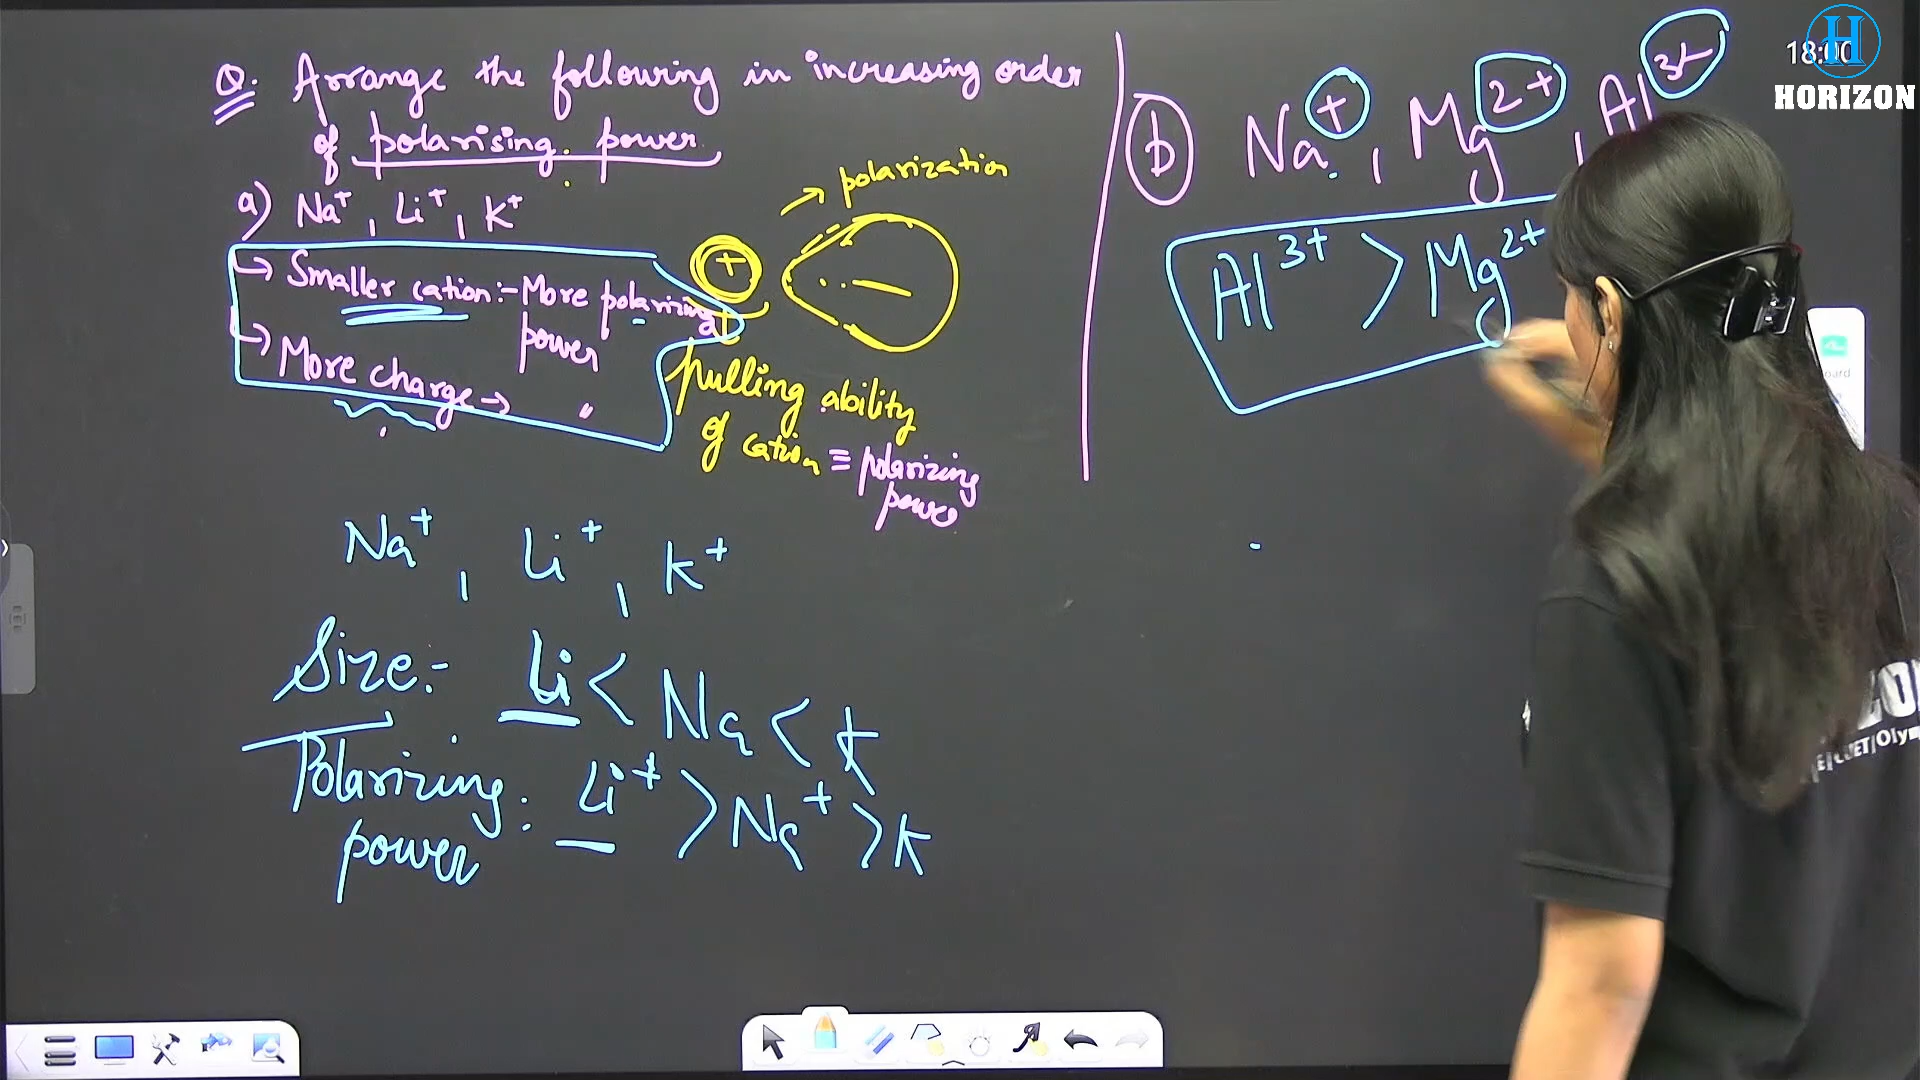 Q. Arrange the following in increasing order
of polarising power
a) Na⁺, Li⁺, K⁺
→ Smaller cation:- More polarizing
power
→ More charge → "
→ polarization
+
pulling ability
of cation ≡ polarizing
power
Na⁺, Li⁺, K⁺
Size:- Li < Na < K
Polarizing
power : Li⁺ > Na⁺ > K
b) Na⁺, Mg²⁺, Al³⁺
Al³⁺ > Mg²⁺
18:00
H
HORIZON